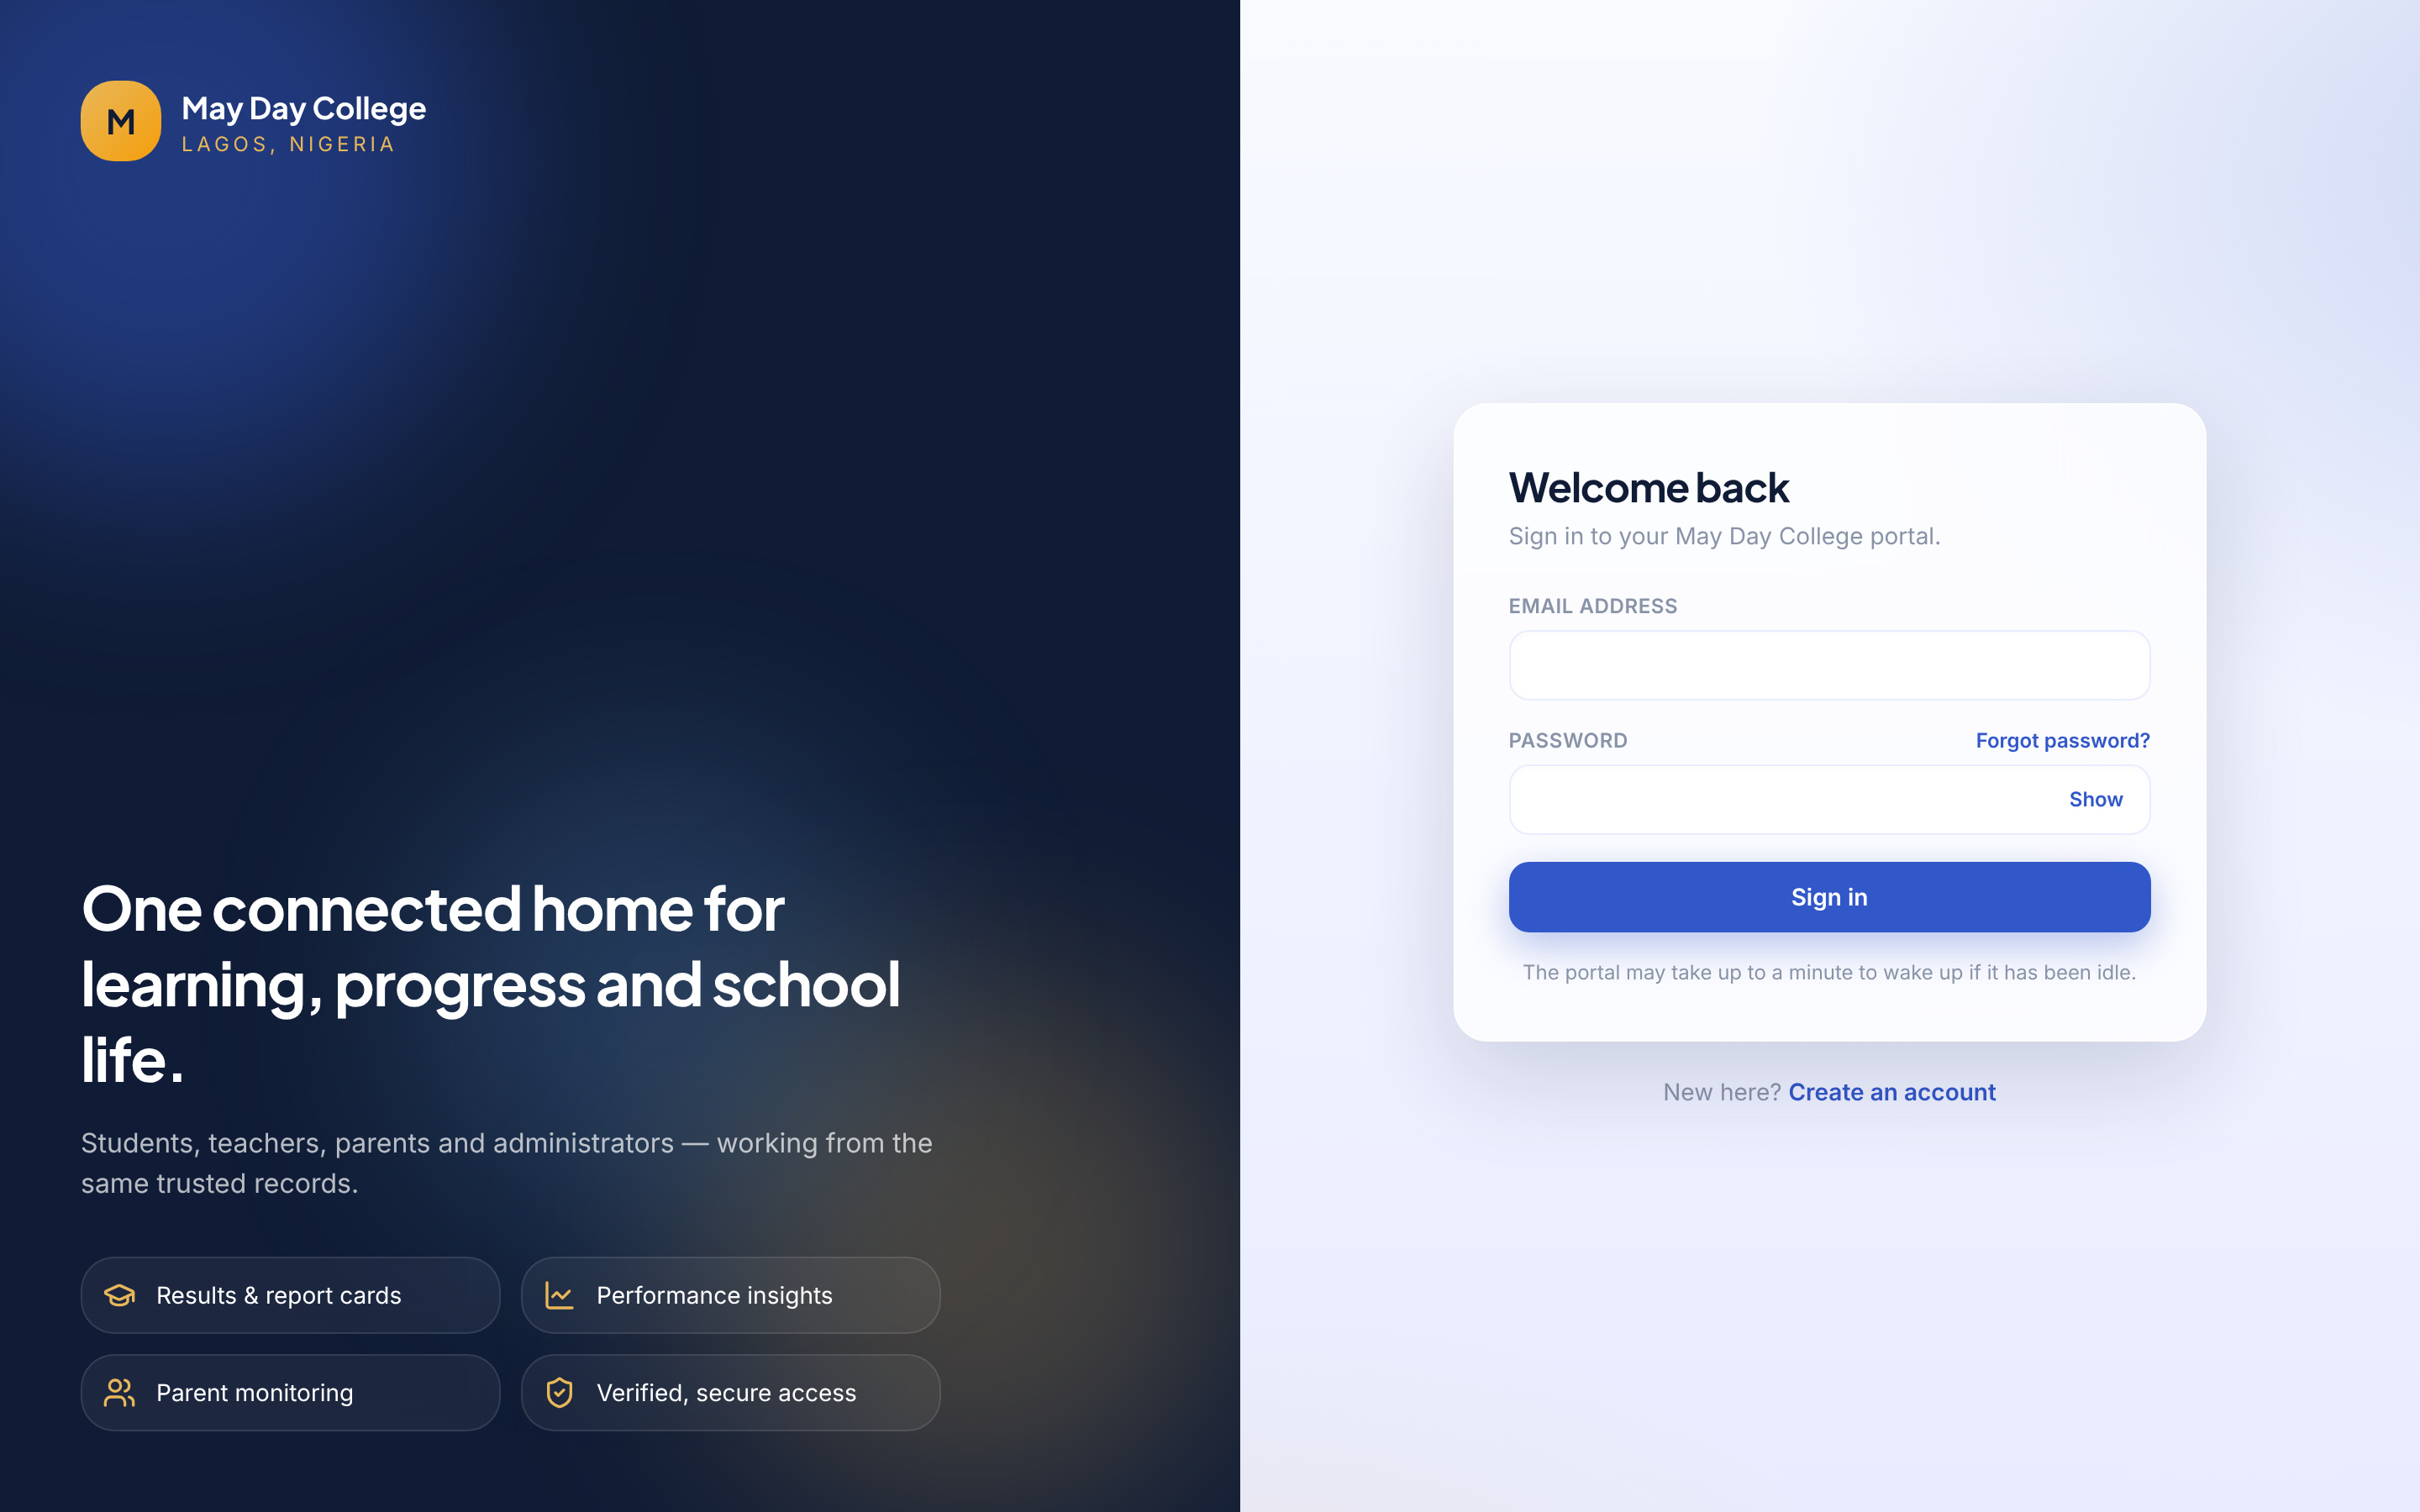 M
May Day College
LAGOS, NIGERIA
One connected home for
learning, progress and school
life.
Students, teachers, parents and administrators — working from the
same trusted records.
Results & report cards
Performance insights
Parent monitoring
Verified, secure access
Welcome back
Sign in to your May Day College portal.
EMAIL ADDRESS
PASSWORD
Forgot password?
Show
Sign in
The portal may take up to a minute to wake up if it has been idle.
New here? Create an account